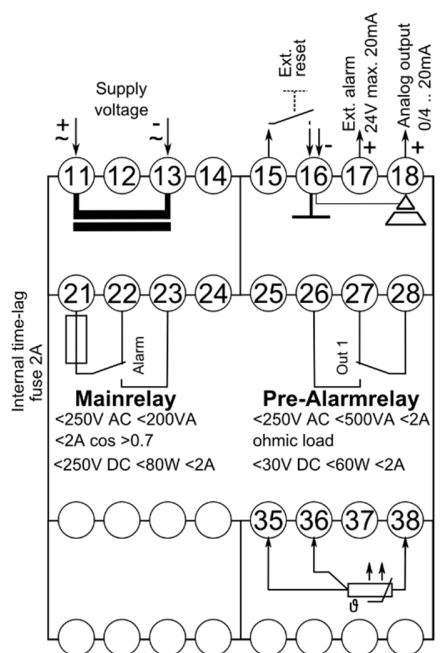 Supply
voltage
Ext.
reset
Ext. alarm
24V max. 20mA
Analog output
0/4 .. 20mA
+
~
-
~
-
+
+
11 12 13 14 15 16 17 18
21 22 23 24 25 26 27 28
Internal time-lag
fuse 2A
Alarm
Out 1
Mainrelay
<250V AC <200VA
<2A cos >0.7
<250V DC <80W <2A
Pre-Alarmrelay
<250V AC <500VA <2A
ohmic load
<30V DC <60W <2A
35 36 37 38
ϑ